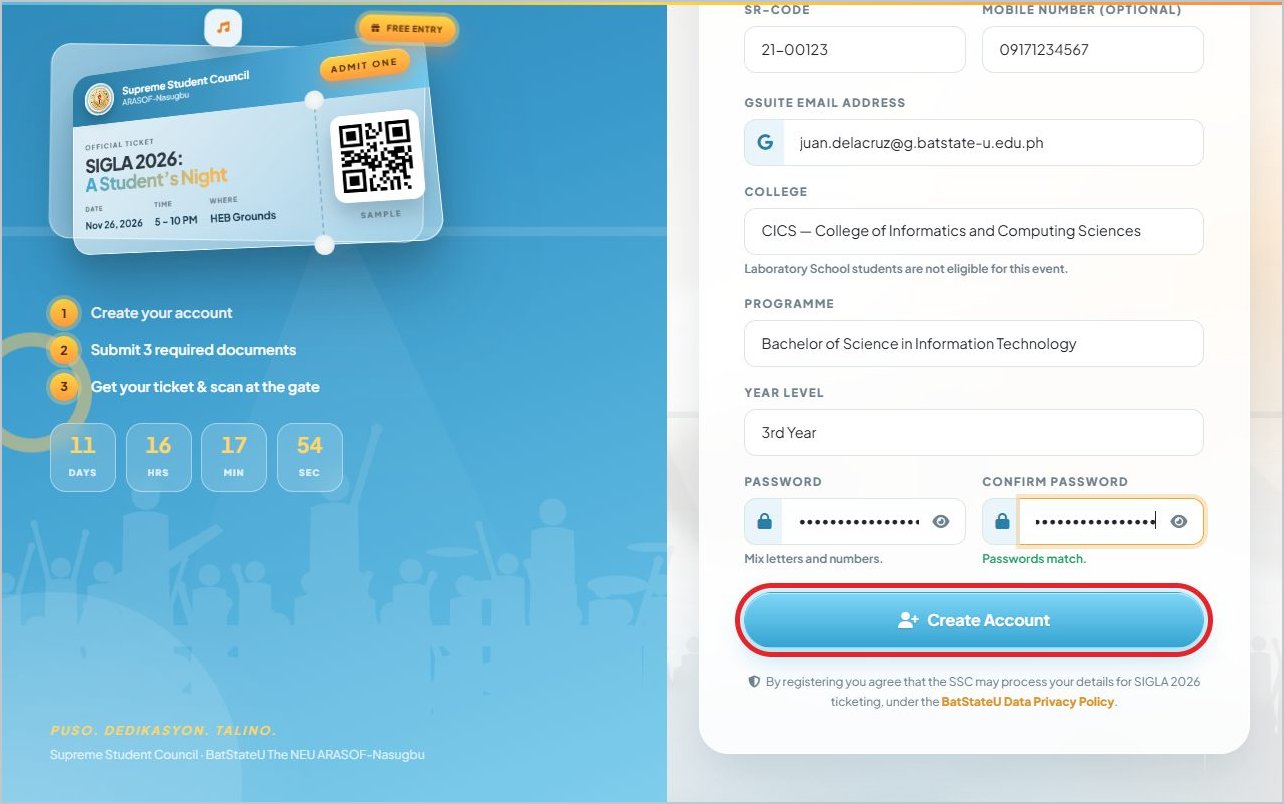 FREE ENTRY
Supreme Student Council
ARASOF-Nasugbu
ADMIT ONE
OFFICIAL TICKET
SIGLA 2026:
A Student's Night
DATE
TIME
WHERE
Nov 26, 2026
5 – 10 PM
HEB Grounds
SAMPLE
1 Create your account
2 Submit 3 required documents
3 Get your ticket & scan at the gate
11
16
17
54
DAYS
HRS
MIN
SEC
PUSO. DEDIKASYON. TALINO.
Supreme Student Council · BatStateU The NEU ARASOF-Nasugbu
SR-CODE
MOBILE NUMBER (OPTIONAL)
21-00123
09171234567
GSUITE EMAIL ADDRESS
G juan.delacruz@g.batstate-u.edu.ph
COLLEGE
CICS — College of Informatics and Computing Sciences
Laboratory School students are not eligible for this event.
PROGRAMME
Bachelor of Science in Information Technology
YEAR LEVEL
3rd Year
PASSWORD
CONFIRM PASSWORD
Mix letters and numbers.
Passwords match.
Create Account
By registering you agree that the SSC may process your details for SIGLA 2026
ticketing, under the BatStateU Data Privacy Policy.